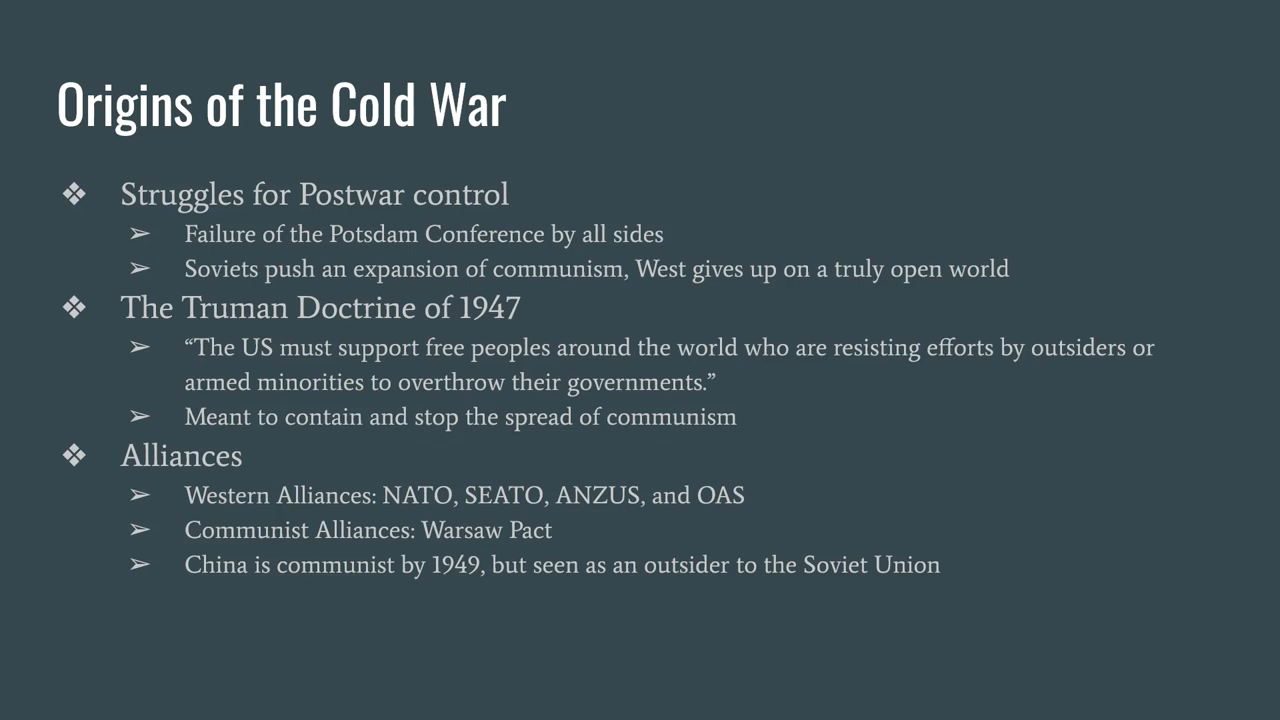 Origins of the Cold War
❖ Struggles for Postwar control
➢ Failure of the Potsdam Conference by all sides
➢ Soviets push an expansion of communism, West gives up on a truly open world
❖ The Truman Doctrine of 1947
➢ “The US must support free peoples around the world who are resisting efforts by outsiders or
armed minorities to overthrow their governments.”
➢ Meant to contain and stop the spread of communism
❖ Alliances
➢ Western Alliances: NATO, SEATO, ANZUS, and OAS
➢ Communist Alliances: Warsaw Pact
➢ China is communist by 1949, but seen as an outsider to the Soviet Union